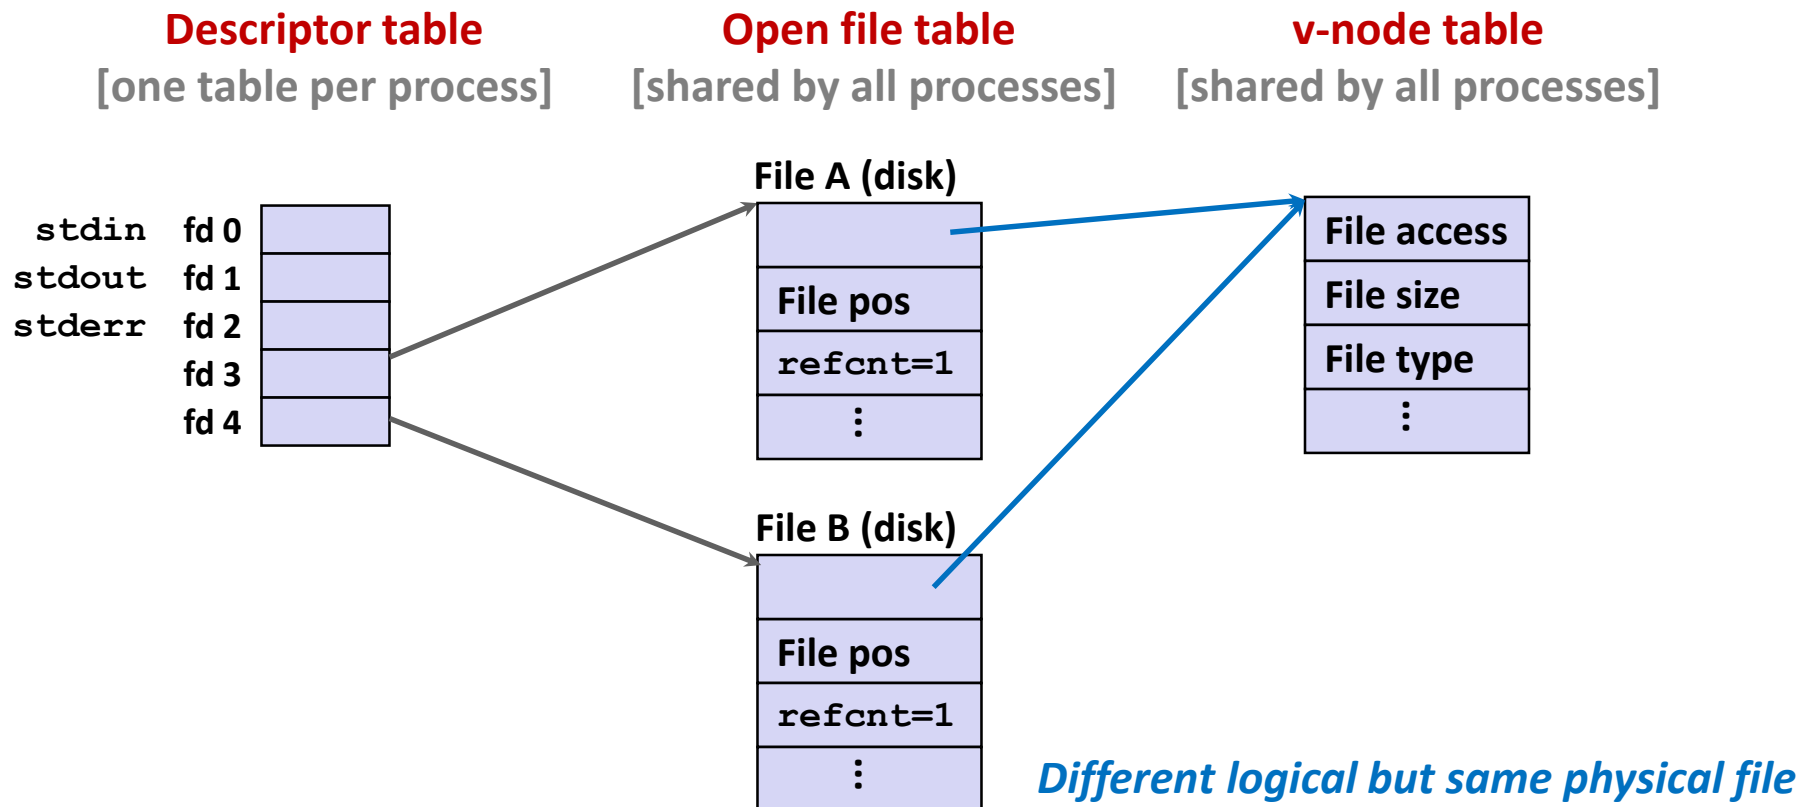 Descriptor table
[one table per process]
Open file table
[shared by all processes]
v-node table
[shared by all processes]
stdin fd 0
stdout fd 1
stderr fd 2
fd 3
fd 4
File A (disk)
File pos
refcnt=1
⋮
File B (disk)
File pos
refcnt=1
⋮
File access
File size
File type
⋮
Different logical but same physical file